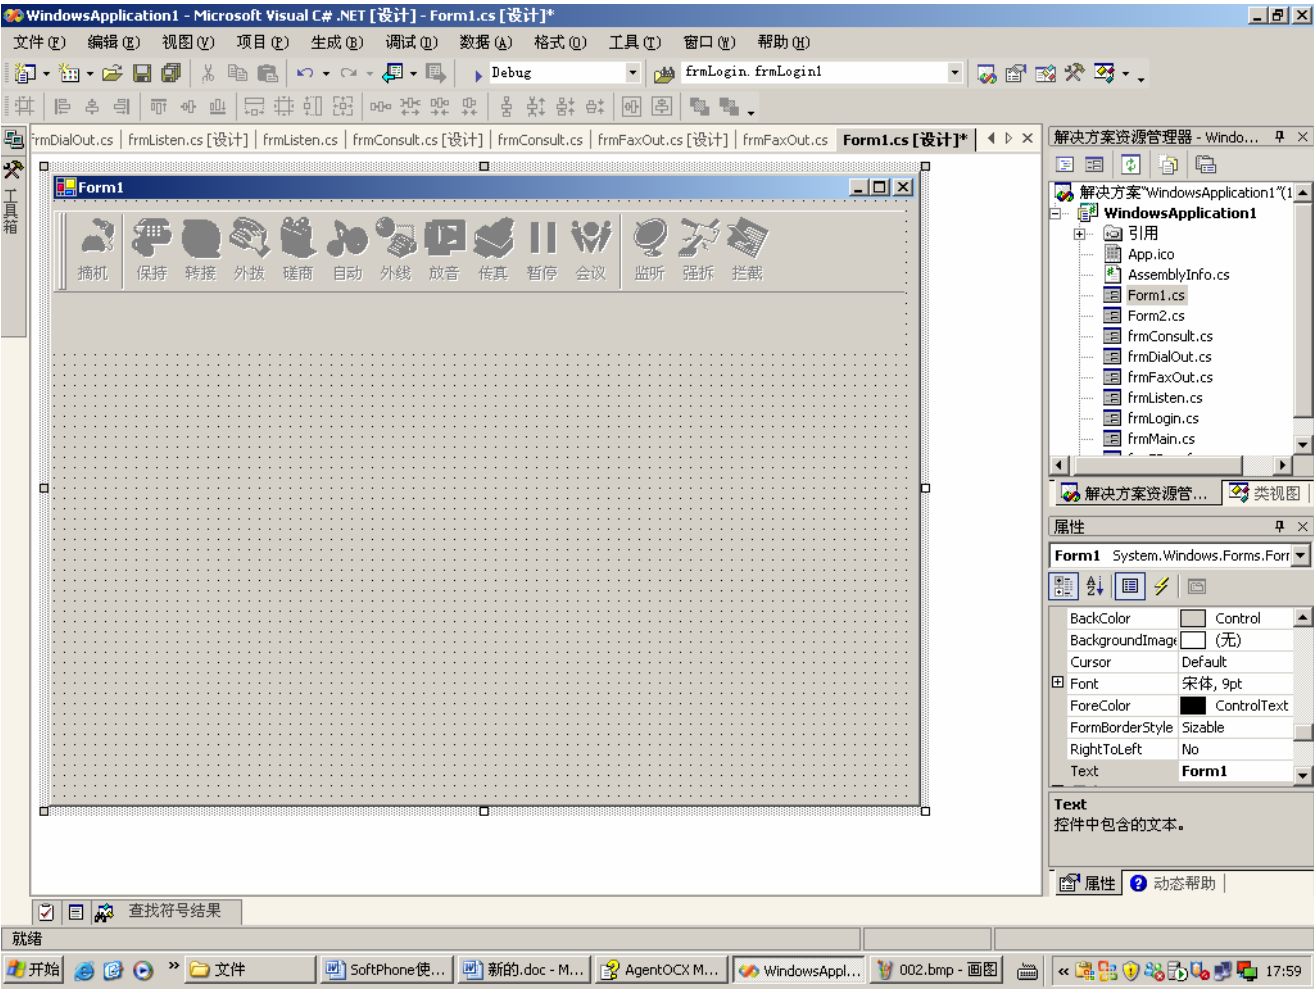 WindowsApplication1 - Microsoft Visual C# .NET [设计] - Form1.cs [设计]*
文件(F) 编辑(E) 视图(V) 项目(P) 生成(B) 调试(D) 数据(A) 格式(O) 工具(T) 窗口(W) 帮助(H)
Debug frmLogin.frmLogin1
frmDialOut.cs frmListen.cs [设计] frmListen.cs frmConsult.cs [设计] frmConsult.cs frmFaxOut.cs [设计] frmFaxOut.cs Form1.cs [设计]*
工具箱
Form1
摘机 保持 转接 外拨 磋商 自动 外线 放音 传真 暂停 会议 监听 强拆 拦截
解决方案资源管理器 - Windo...
解决方案"WindowsApplication1"(1
WindowsApplication1
引用
App.ico
AssemblyInfo.cs
Form1.cs
Form2.cs
frmConsult.cs
frmDialOut.cs
frmFaxOut.cs
frmListen.cs
frmLogin.cs
frmMain.cs
解决方案资源管... 类视图
属性
Form1 System.Windows.Forms.Forr
BackColor Control
BackgroundImage (无)
Cursor Default
Font 宋体, 9pt
ForeColor ControlText
FormBorderStyle Sizable
RightToLeft No
Text Form1
Text
控件中包含的文本。
属性 动态帮助
查找符号结果
就绪
开始 » 文件 SoftPhone使... 新的.doc - M... AgentOCX M... WindowsAppl... 002.bmp - 画图 « 17:59